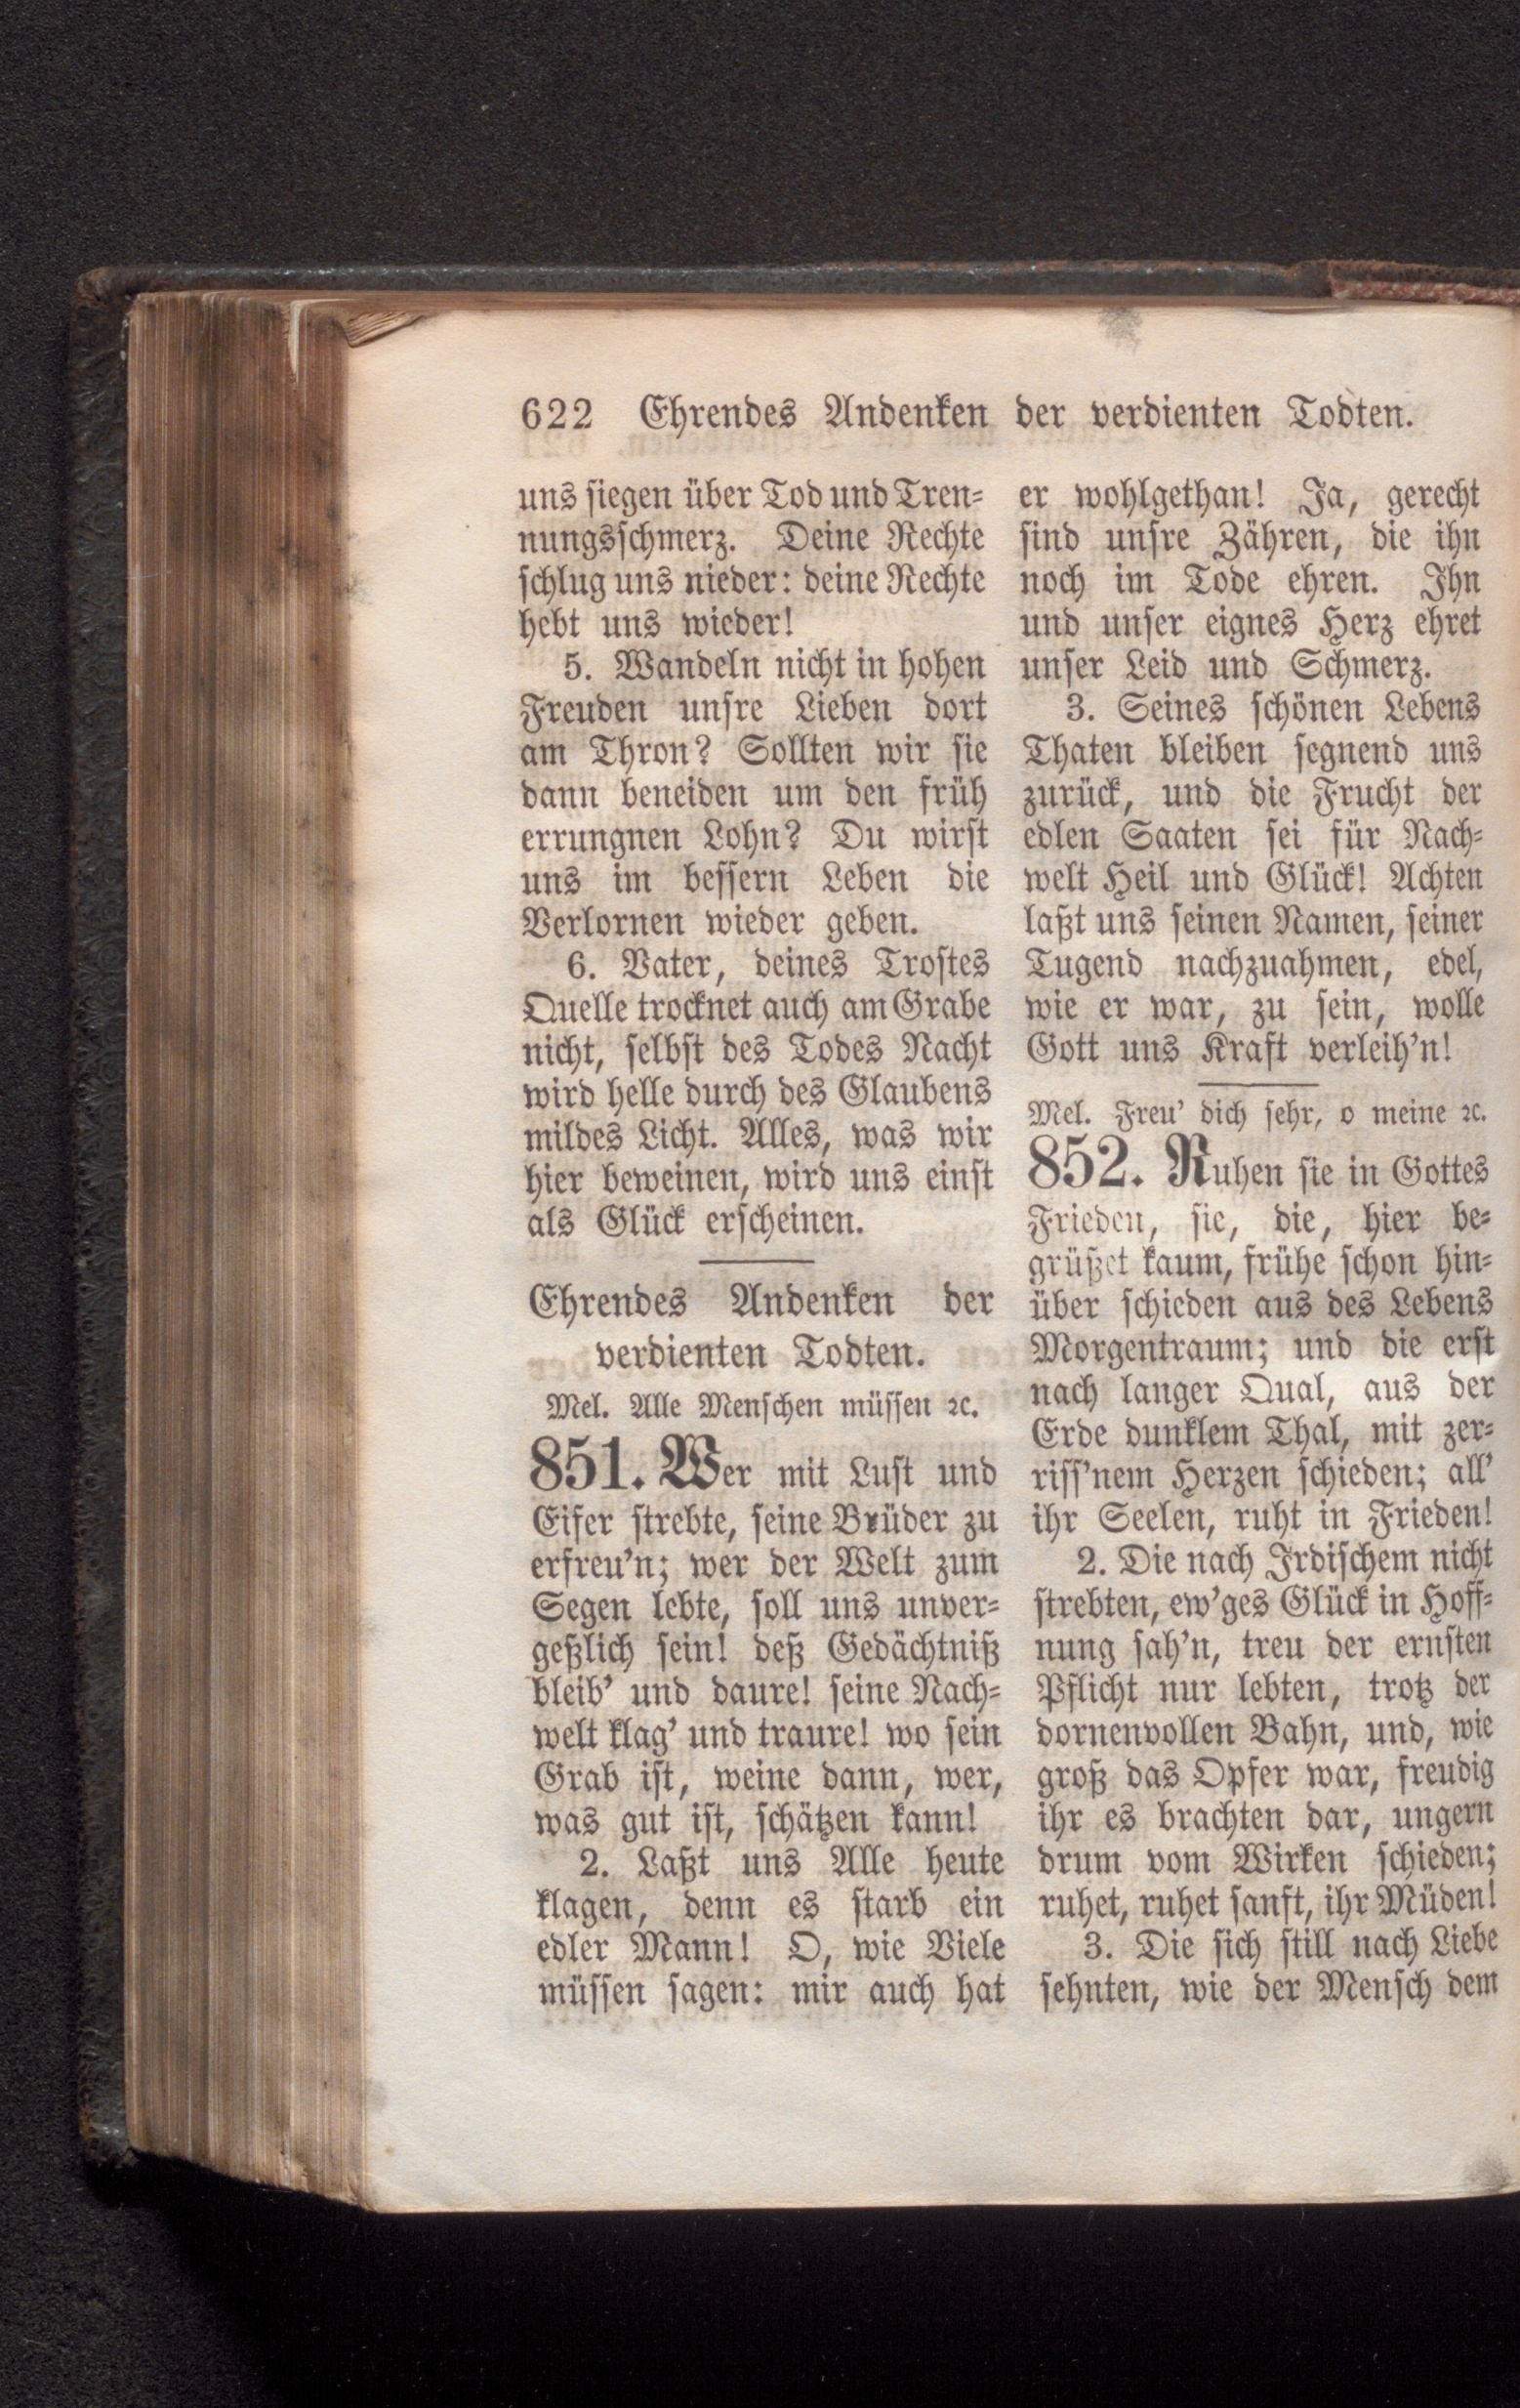 622 Ehrendes Andenken der verdienten Todten.
uns siegen über Tod und Tren-
nungsschmerz. Deine Rechte
schlug uns nieder: deine Rechte
hebt uns wieder!
5. Wandeln nicht in hohen
Freuden unsre Lieben dort
am Thron? Sollten wir sie
dann beneiden um den früh
errungnen Lohn? Du wirst
uns im bessern Leben die
Verlornen wieder geben.
6. Vater, deines Trostes
Quelle trocknet auch am Grabe
nicht, selbst des Todes Nacht
wird helle durch des Glaubens
mildes Licht. Alles, was wir
hier beweinen, wird uns einst
als Glück erscheinen.
Ehrendes Andenken der
verdienten Todten.
Mel. Alle Menschen müssen ꝛc.
851. Wer mit Lust und
Eifer strebte, seine Brüder zu
erfreu'n; wer der Welt zum
Segen lebte, soll uns unver-
geßlich sein! deß Gedächtniß
bleib' und daure! seine Nach-
welt klag' und traure! wo sein
Grab ist, weine dann, wer,
was gut ist, schätzen kann!
2. Laßt uns Alle heute
klagen, denn es starb ein
edler Mann! O, wie Viele
müssen sagen: mir auch hat
er wohlgethan! Ja, gerecht
sind unsre Zähren, die ihn
noch im Tode ehren. Ihn
und unser eignes Herz ehret
unser Leid und Schmerz.
3. Seines schönen Lebens
Thaten bleiben segnend uns
zurück, und die Frucht der
edlen Saaten sei für Nach-
welt Heil und Glück! Achten
laßt uns seinen Namen, seiner
Tugend nachzuahmen, edel,
wie er war, zu sein, wolle
Gott uns Kraft verleih'n!
Mel. Freu' dich sehr, o meine ꝛc.
852. Ruhen sie in Gottes
Frieden, sie, die, hier be-
grüßet kaum, frühe schon hin-
über schieden aus des Lebens
Morgentraum; und die erst
nach langer Qual, aus der
Erde dunklem Thal, mit zer-
riss'nem Herzen schieden; all'
ihr Seelen, ruht in Frieden!
2. Die nach Irdischem nicht
strebten, ew'ges Glück in Hoff-
nung sah'n, treu der ernsten
Pflicht nur lebten, trotz der
dornenvollen Bahn, und, wie
groß das Opfer war, freudig
ihr es brachten dar, ungern
drum vom Wirken schieden;
ruhet, ruhet sanft, ihr Müden!
3. Die sich still nach Liebe
sehnten, wie der Mensch dem